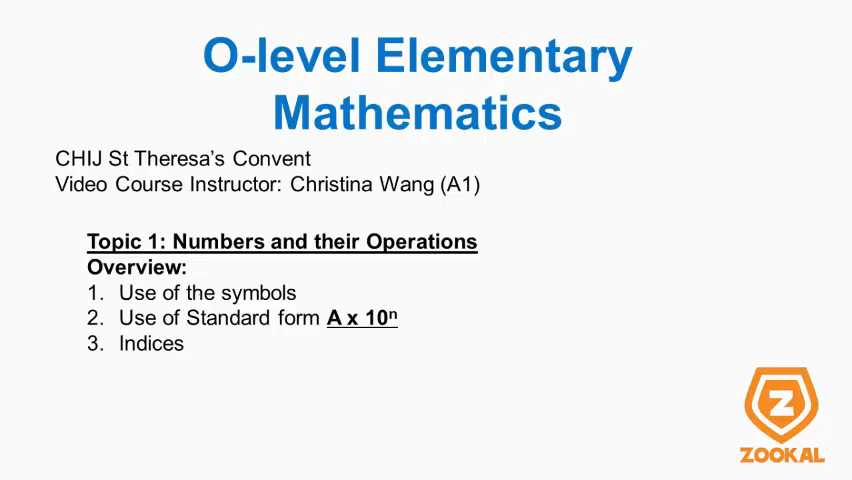 O-level Elementary
Mathematics
CHIJ St Theresa’s Convent
Video Course Instructor: Christina Wang (A1)
Topic 1: Numbers and their Operations
Overview:
1. Use of the symbols
2. Use of Standard form A x 10ⁿ
3. Indices
Z
ZOOKAL